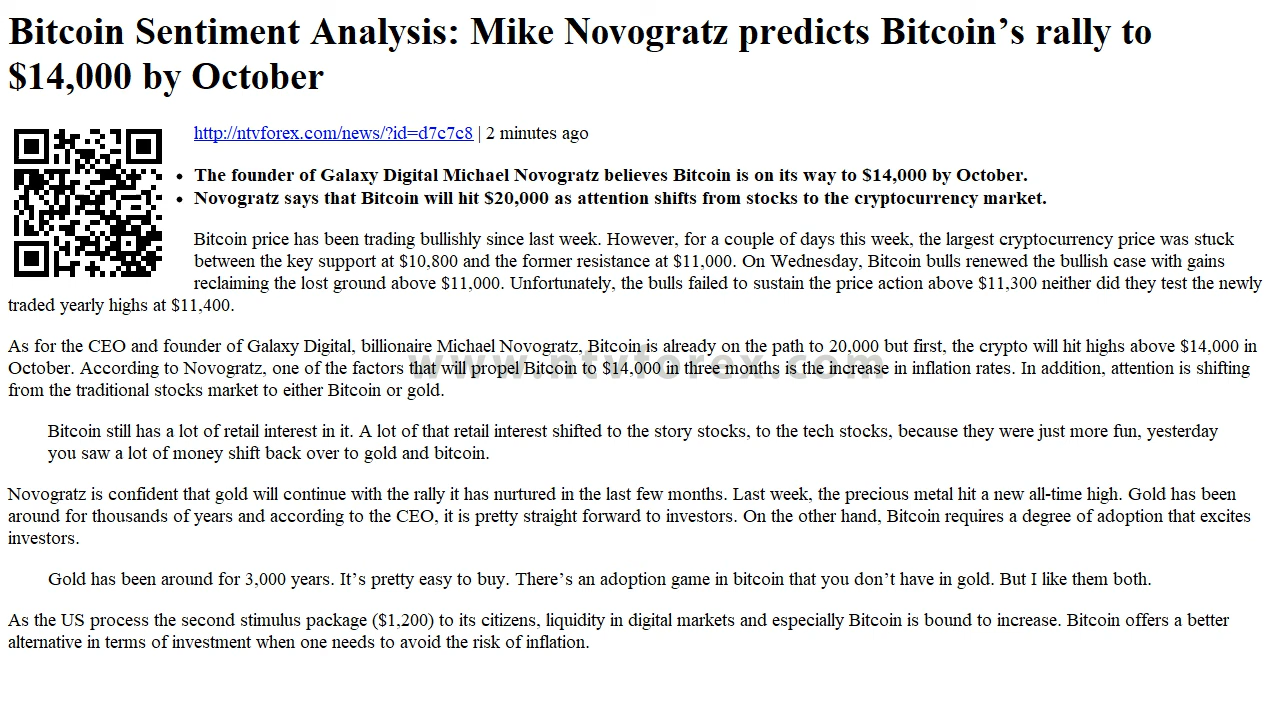 Bitcoin Sentiment Analysis: Mike Novogratz predicts Bitcoin’s rally to
$14,000 by October
http://ntvforex.com/news/?id=d7c7c8 | 2 minutes ago
• The founder of Galaxy Digital Michael Novogratz believes Bitcoin is on its way to $14,000 by October.
• Novogratz says that Bitcoin will hit $20,000 as attention shifts from stocks to the cryptocurrency market.
Bitcoin price has been trading bullishly since last week. However, for a couple of days this week, the largest cryptocurrency price was stuck
between the key support at $10,800 and the former resistance at $11,000. On Wednesday, Bitcoin bulls renewed the bullish case with gains
reclaiming the lost ground above $11,000. Unfortunately, the bulls failed to sustain the price action above $11,300 neither did they test the newly
traded yearly highs at $11,400.
As for the CEO and founder of Galaxy Digital, billionaire Michael Novogratz, Bitcoin is already on the path to 20,000 but first, the crypto will hit highs above $14,000 in
October. According to Novogratz, one of the factors that will propel Bitcoin to $14,000 in three months is the increase in inflation rates. In addition, attention is shifting
from the traditional stocks market to either Bitcoin or gold.
www.ntvforex.com
Bitcoin still has a lot of retail interest in it. A lot of that retail interest shifted to the story stocks, to the tech stocks, because they were just more fun, yesterday
you saw a lot of money shift back over to gold and bitcoin.
Novogratz is confident that gold will continue with the rally it has nurtured in the last few months. Last week, the precious metal hit a new all-time high. Gold has been
around for thousands of years and according to the CEO, it is pretty straight forward to investors. On the other hand, Bitcoin requires a degree of adoption that excites
investors.
Gold has been around for 3,000 years. It’s pretty easy to buy. There’s an adoption game in bitcoin that you don’t have in gold. But I like them both.
As the US process the second stimulus package ($1,200) to its citizens, liquidity in digital markets and especially Bitcoin is bound to increase. Bitcoin offers a better
alternative in terms of investment when one needs to avoid the risk of inflation.